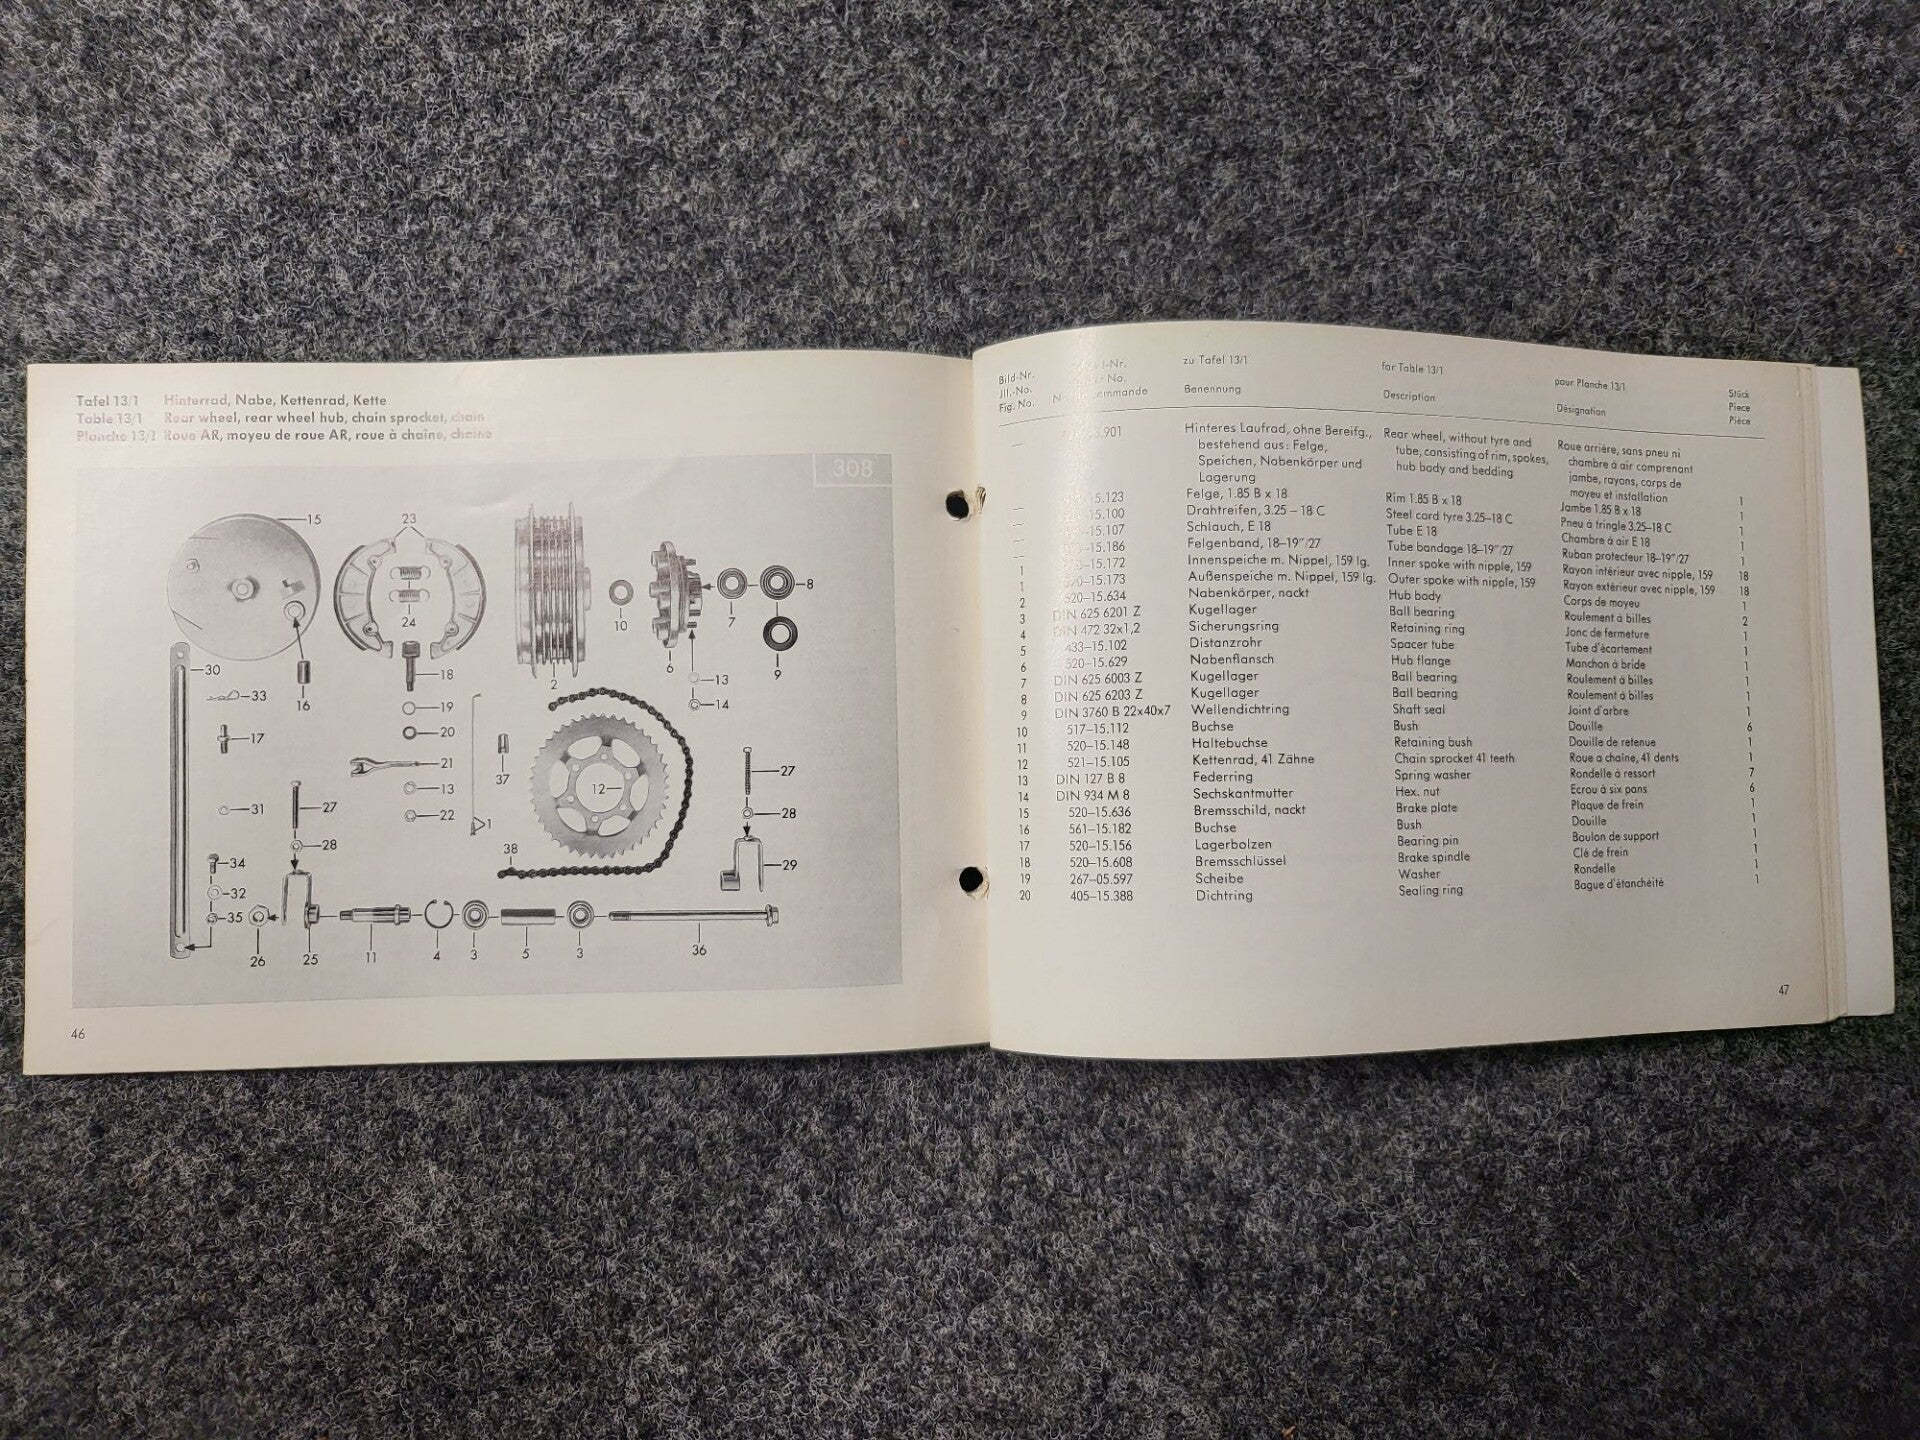 Tafel 13/1 Hinterrad, Nabe, Kettenrad, Kette
Table 13/1 Rear wheel, rear wheel hub, chain sprocket, chain
Planche 13/1 Roue AR, moyeu de roue AR, roue à chaîne, chaîne
308
15
23
24
2
10
6
7
8
9
13
14
30
33
16
17
18
19
20
21
13
22
1
37
12
38
27
28
29
31
27
28
34
32
35
26
25
11
4
3
5
3
36
46
Bild-Nr. l-Nr. zu Tafel 13/1 for Table 13/1 pour Planche 13/1 Stück
Jll.-No. No. Piece
Fig. No. Benennung Description Désignation Pièce
— .901 Hinteres Laufrad, ohne Bereifg., Rear wheel, without tyre and Roue arrière, sans pneu ni
bestehend aus: Felge, tube, consisting of rim, spokes, chambre à air comprenant
Speichen, Nabenkörper und hub body and bedding jambe, rayons, corps de
Lagerung moyeu et installation 1
— 15.123 Felge, 1.85 B x 18 Rim 1.85 B x 18 Jambe 1.85 B x 18 1
— 15.100 Drahtreifen, 3.25 – 18 C Steel cord tyre 3.25–18 C Pneu à tringle 3.25–18 C 1
— –15.107 Schlauch, E 18 Tube E 18 Chambre à air E 18 1
— –15.186 Felgenband, 18–19″/27 Tube bandage 18–19″/27 Ruban protecteur 18–19″/27 1
1 –15.172 Innenspeiche m. Nippel, 159 lg. Inner spoke with nipple, 159 Rayon intérieur avec nipple, 159 18
1 520–15.173 Außenspeiche m. Nippel, 159 lg. Outer spoke with nipple, 159 Rayon extérieur avec nipple, 159 18
2 520–15.634 Nabenkörper, nackt Hub body Corps de moyeu 1
3 DIN 625 6201 Z Kugellager Ball bearing Roulement à billes 2
4 DIN 472 32x1,2 Sicherungsring Retaining ring Jonc de fermeture 1
5 433–15.102 Distanzrohr Spacer tube Tube d'écartement 1
6 520–15.629 Nabenflansch Hub flange Manchon à bride 1
7 DIN 625 6003 Z Kugellager Ball bearing Roulement à billes 1
8 DIN 625 6203 Z Kugellager Ball bearing Roulement à billes 1
9 DIN 3760 B 22x40x7 Wellendichtring Shaft seal Joint d'arbre 1
10 517–15.112 Buchse Bush Douille 6
11 520–15.148 Haltebuchse Retaining bush Douille de retenue 1
12 521–15.105 Kettenrad, 41 Zähne Chain sprocket 41 teeth Roue a chaîne, 41 dents 1
13 DIN 127 B 8 Federring Spring washer Rondelle à ressort 7
14 DIN 934 M 8 Sechskantmutter Hex. nut Ecrou à six pans 6
15 520–15.636 Bremsschild, nackt Brake plate Plaque de frein 1
16 561–15.182 Buchse Bush Douille 1
17 520–15.156 Lagerbolzen Bearing pin Boulon de support 1
18 520–15.608 Bremsschlüssel Brake spindle Clé de frein 1
19 267–05.597 Scheibe Washer Rondelle 1
20 405–15.388 Dichtring Sealing ring Bague d'étanchéité 1
47